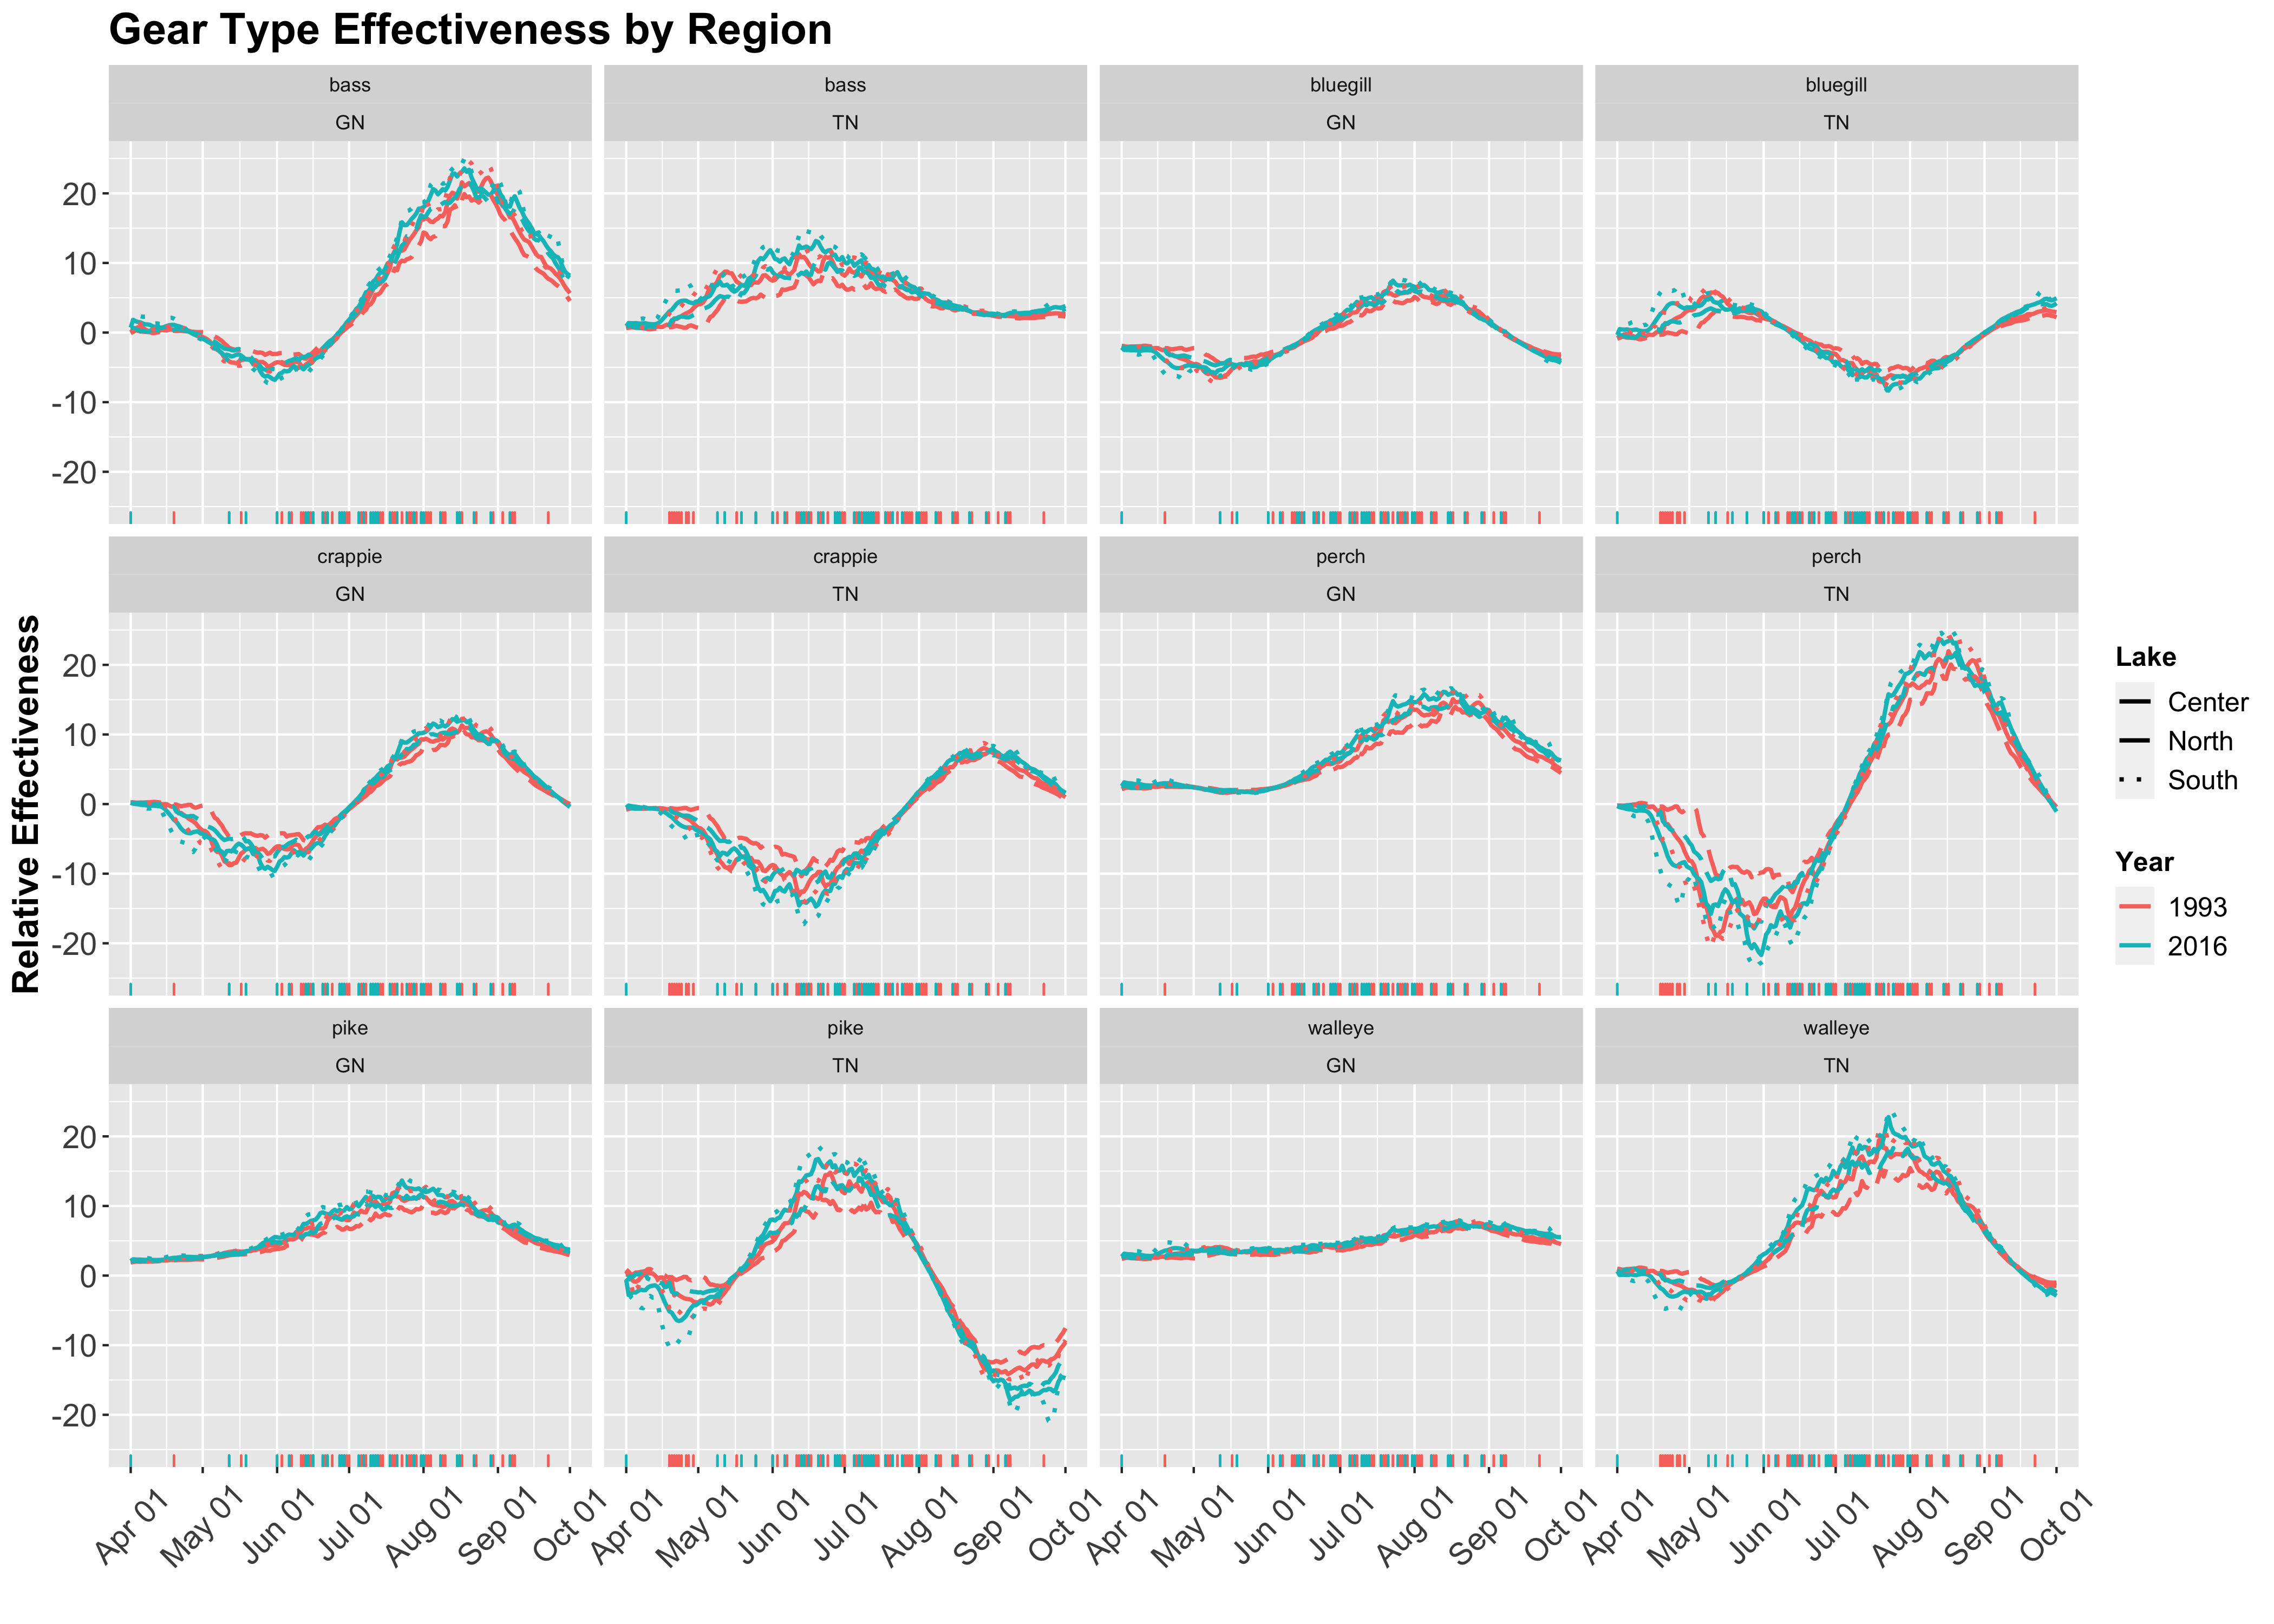 Gear Type Effectiveness by Region
bass bass bluegill bluegill
GN TN GN TN
20
10
0
-10
-20
crappie crappie perch perch
GN TN GN TN
20
10
0
-10
-20
pike pike walleye walleye
GN TN GN TN
20
10
0
-10
-20
Apr 01 May 01 Jun 01 Jul 01 Aug 01 Sep 01 Oct 01 Apr 01 May 01 Jun 01 Jul 01 Aug 01 Sep 01 Oct 01 Apr 01 May 01 Jun 01 Jul 01 Aug 01 Sep 01 Oct 01 Apr 01 May 01 Jun 01 Jul 01 Aug 01 Sep 01 Oct 01
Relative Effectiveness
Lake
Center
North
South
Year
1993
2016